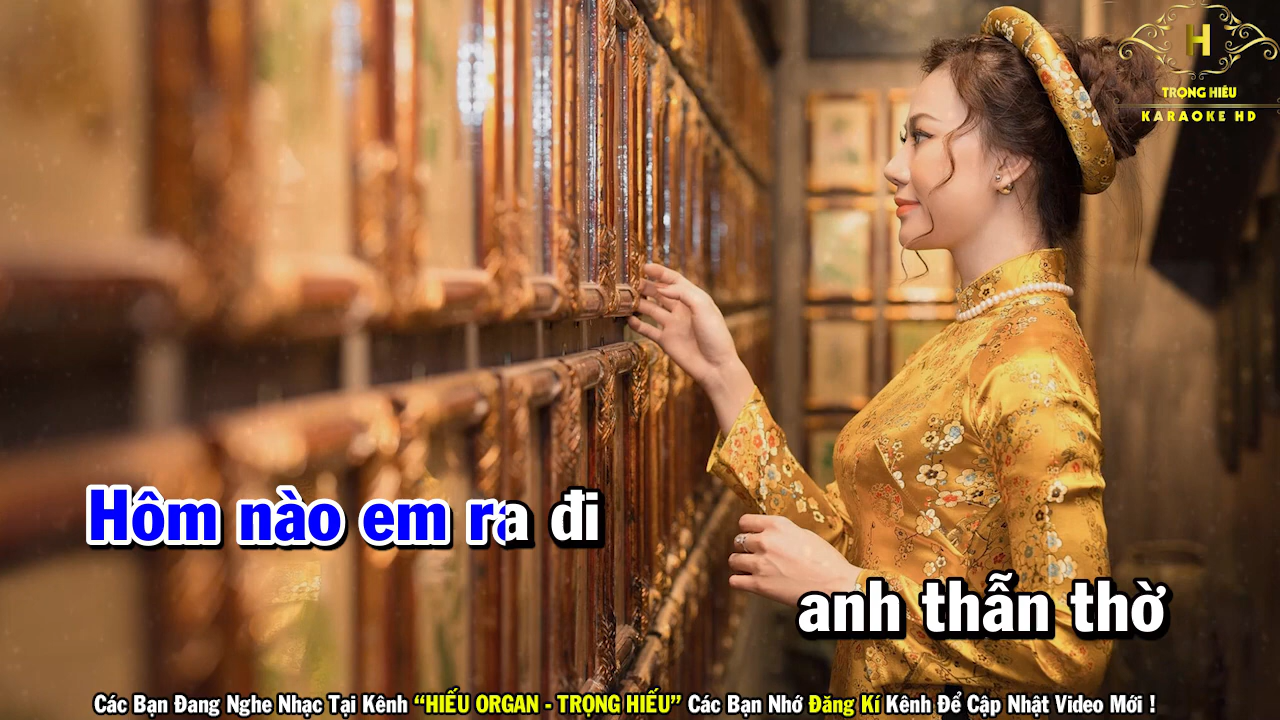 H
TRỌNG HIẾU
KARAOKE HD
Hôm nào em ra đi
anh thẫn thờ
Các Bạn Đang Nghe Nhạc Tại Kênh “HIẾU ORGAN - TRỌNG HIẾU” Các Bạn Nhớ Đăng Kí Kênh Để Cập Nhật Video Mới !